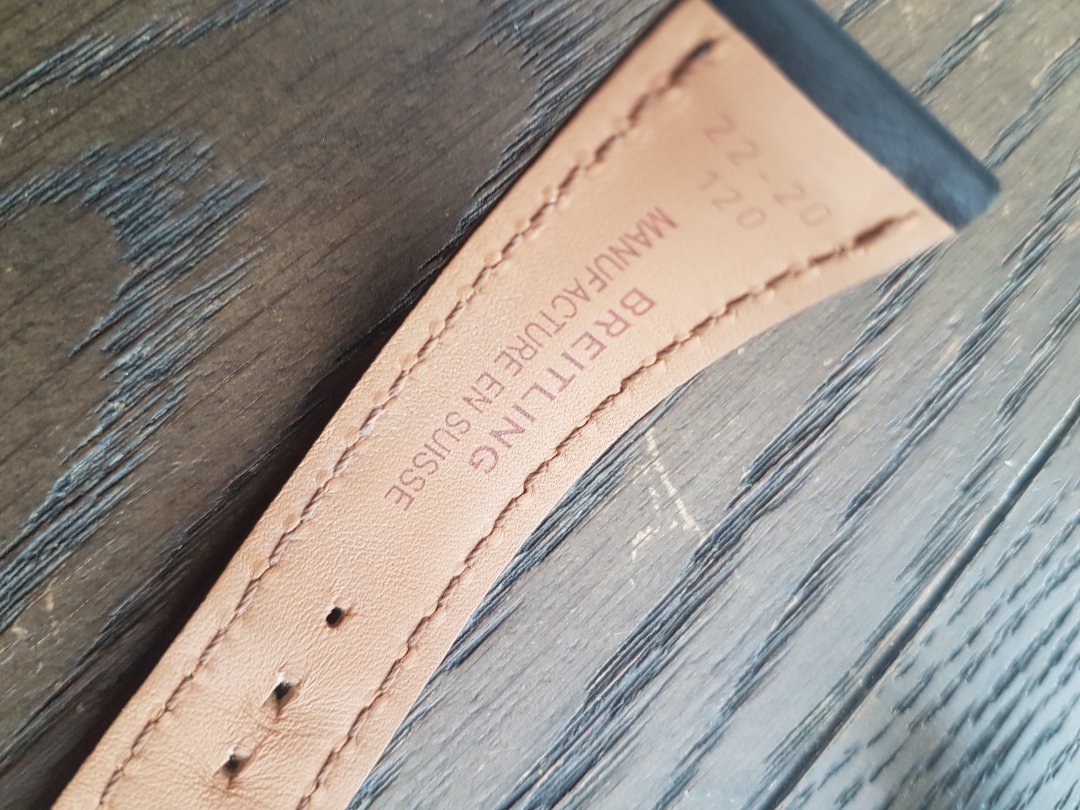 22-20
120
BREITLING
MANUFACTURE EN SUISSE